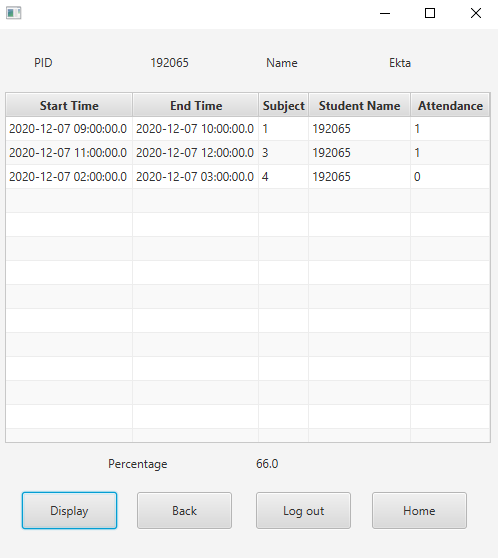 PID 192065 Name Ekta
Start Time End Time Subject Student Name Attendance
2020-12-07 09:00:00.0 2020-12-07 10:00:00.0 1 192065 1
2020-12-07 11:00:00.0 2020-12-07 12:00:00.0 3 192065 1
2020-12-07 02:00:00.0 2020-12-07 03:00:00.0 4 192065 0
Percentage 66.0
Display Back Log out Home